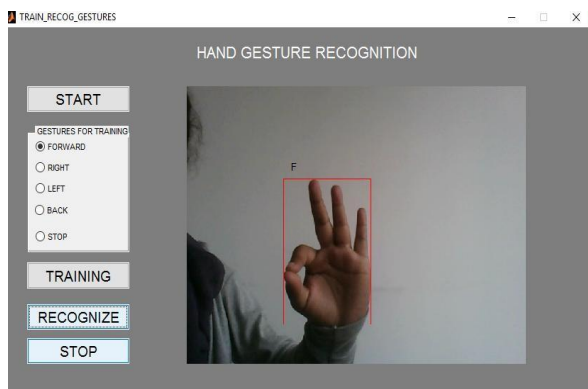 TRAIN_RECOG_GESTURES
HAND GESTURE RECOGNITION
START
GESTURES FOR TRAINING
FORWARD
RIGHT
LEFT
BACK
STOP
TRAINING
RECOGNIZE
STOP
F